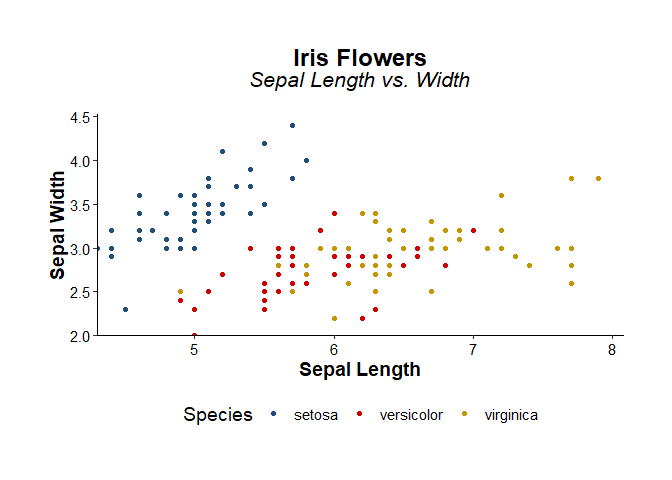 Iris Flowers
Sepal Length vs. Width
4.5
4.0
3.5
3.0
2.5
2.0
Sepal Width
5 6 7 8
Sepal Length
Species setosa versicolor virginica